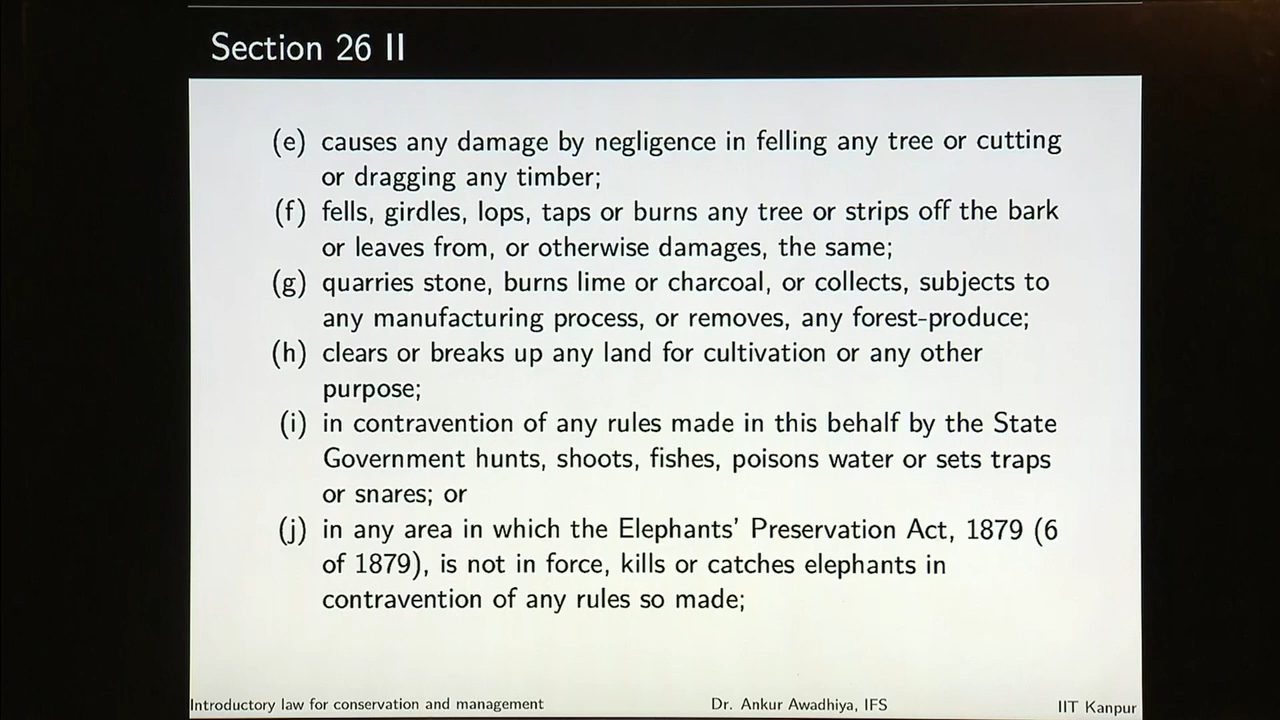 Section 26 II
(e) causes any damage by negligence in felling any tree or cutting
or dragging any timber;
(f) fells, girdles, lops, taps or burns any tree or strips off the bark
or leaves from, or otherwise damages, the same;
(g) quarries stone, burns lime or charcoal, or collects, subjects to
any manufacturing process, or removes, any forest-produce;
(h) clears or breaks up any land for cultivation or any other
purpose;
(i) in contravention of any rules made in this behalf by the State
Government hunts, shoots, fishes, poisons water or sets traps
or snares; or
(j) in any area in which the Elephants' Preservation Act, 1879 (6
of 1879), is not in force, kills or catches elephants in
contravention of any rules so made;
Introductory law for conservation and management Dr. Ankur Awadhiya, IFS IIT Kanpur